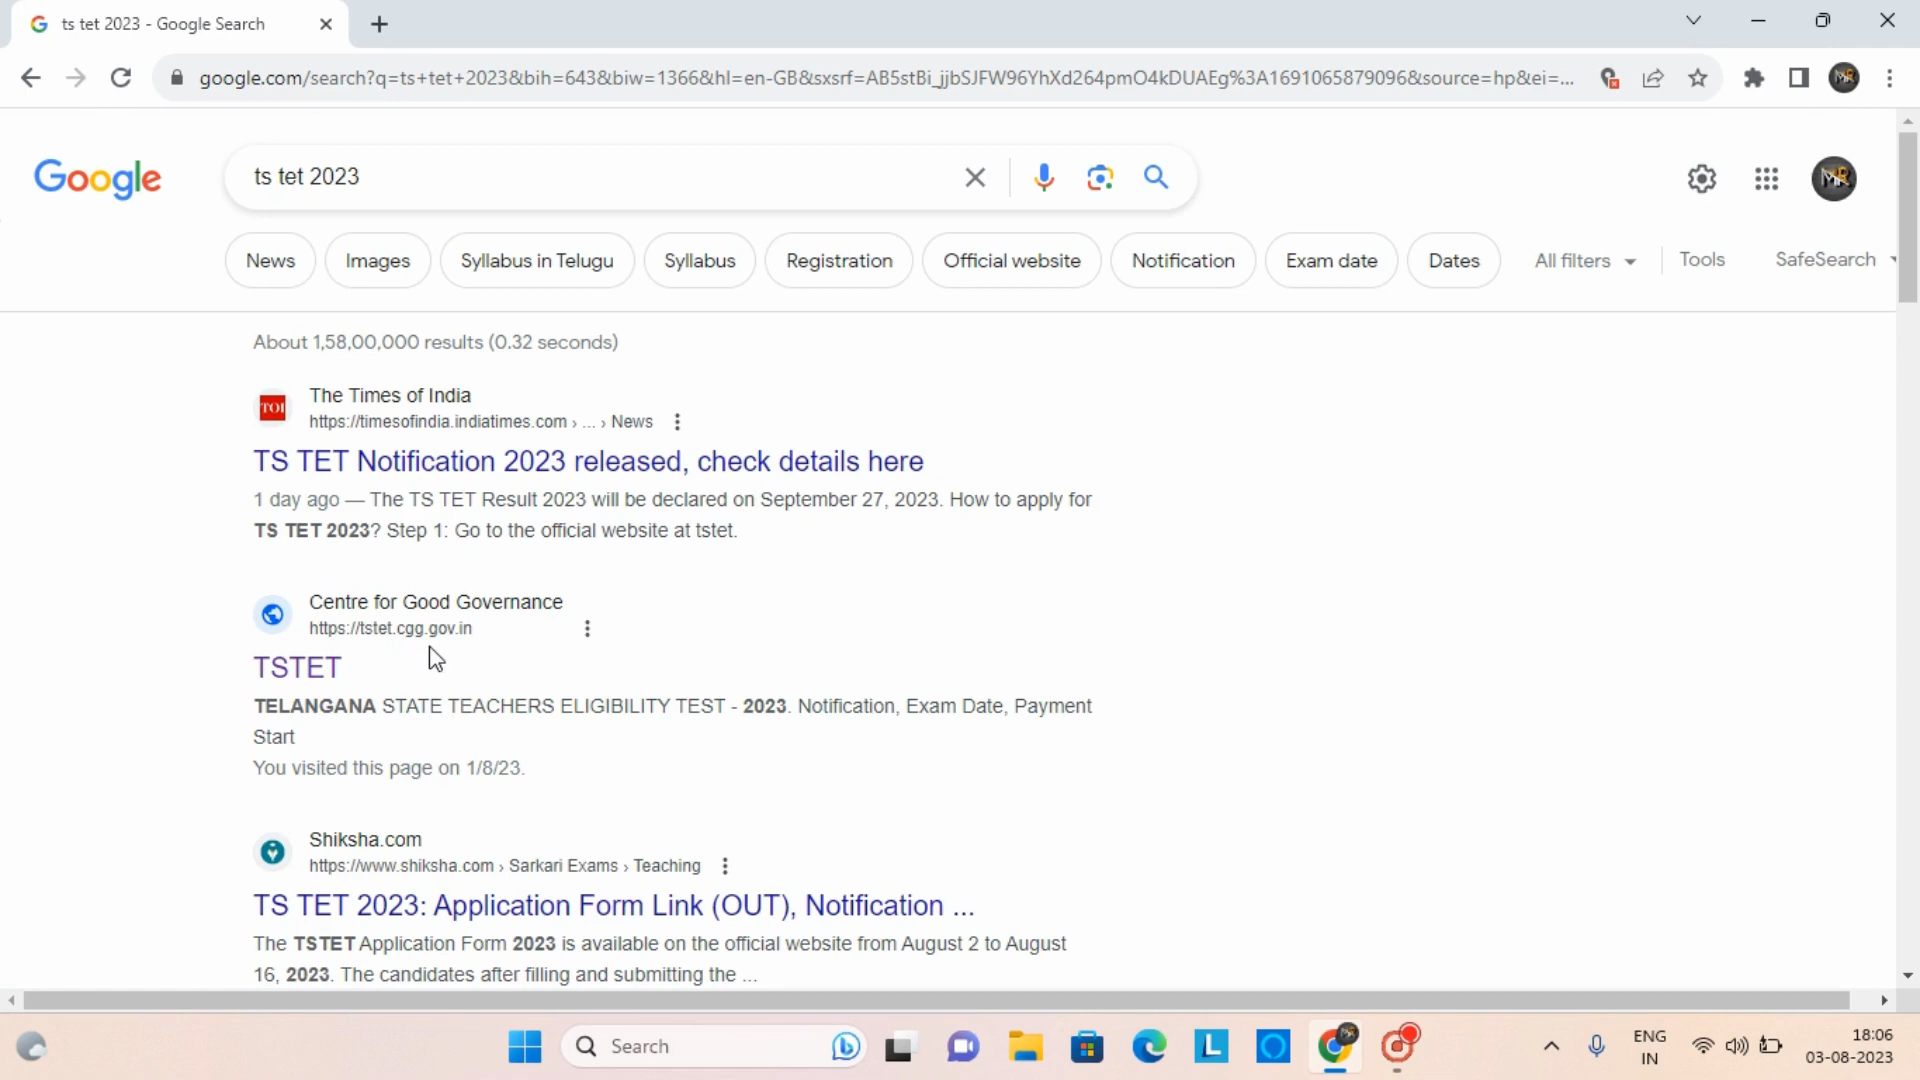 ts tet 2023 - Google Search
google.com/search?q=ts+tet+2023&bih=643&biw=1366&hl=en-GB&sxsrf=AB5stBi_jjbSJFW96YhXd264pmO4kDUAEg%3A1691065879096&source=hp&ei=...
Google
ts tet 2023
News
Images
Syllabus in Telugu
Syllabus
Registration
Official website
Notification
Exam date
Dates
All filters
Tools
SafeSearch
About 1,58,00,000 results (0.32 seconds)
TOI
The Times of India
https://timesofindia.indiatimes.com › ... › News
TS TET Notification 2023 released, check details here
1 day ago — The TS TET Result 2023 will be declared on September 27, 2023. How to apply for
TS TET 2023? Step 1: Go to the official website at tstet.
Centre for Good Governance
https://tstet.cgg.gov.in
TSTET
TELANGANA STATE TEACHERS ELIGIBILITY TEST - 2023. Notification, Exam Date, Payment
Start
You visited this page on 1/8/23.
Shiksha.com
https://www.shiksha.com › Sarkari Exams › Teaching
TS TET 2023: Application Form Link (OUT), Notification ...
The TSTET Application Form 2023 is available on the official website from August 2 to August
16, 2023. The candidates after filling and submitting the ...
Search
L
ENG
IN
18:06
03-08-2023